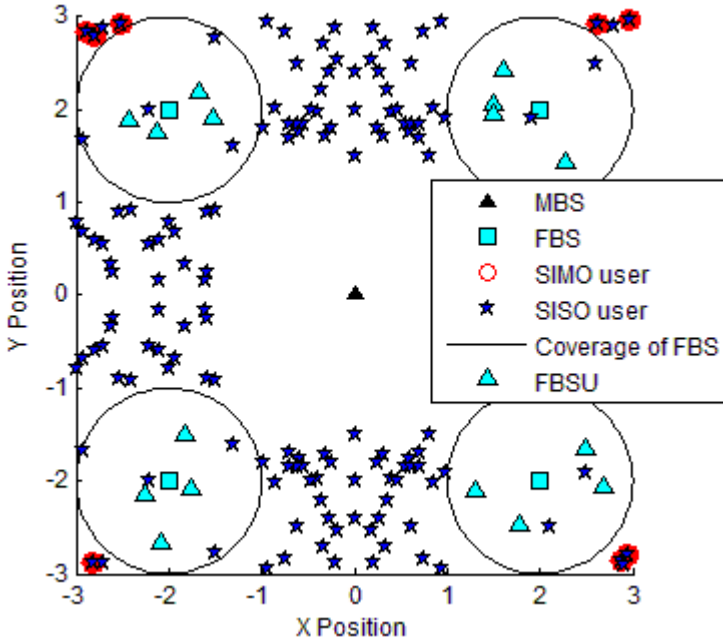 3
2
1
0
-1
-2
-3
Y Position
-3
-2
-1
0
1
2
3
X Position
MBS
FBS
SIMO user
SISO user
Coverage of FBS
FBSU